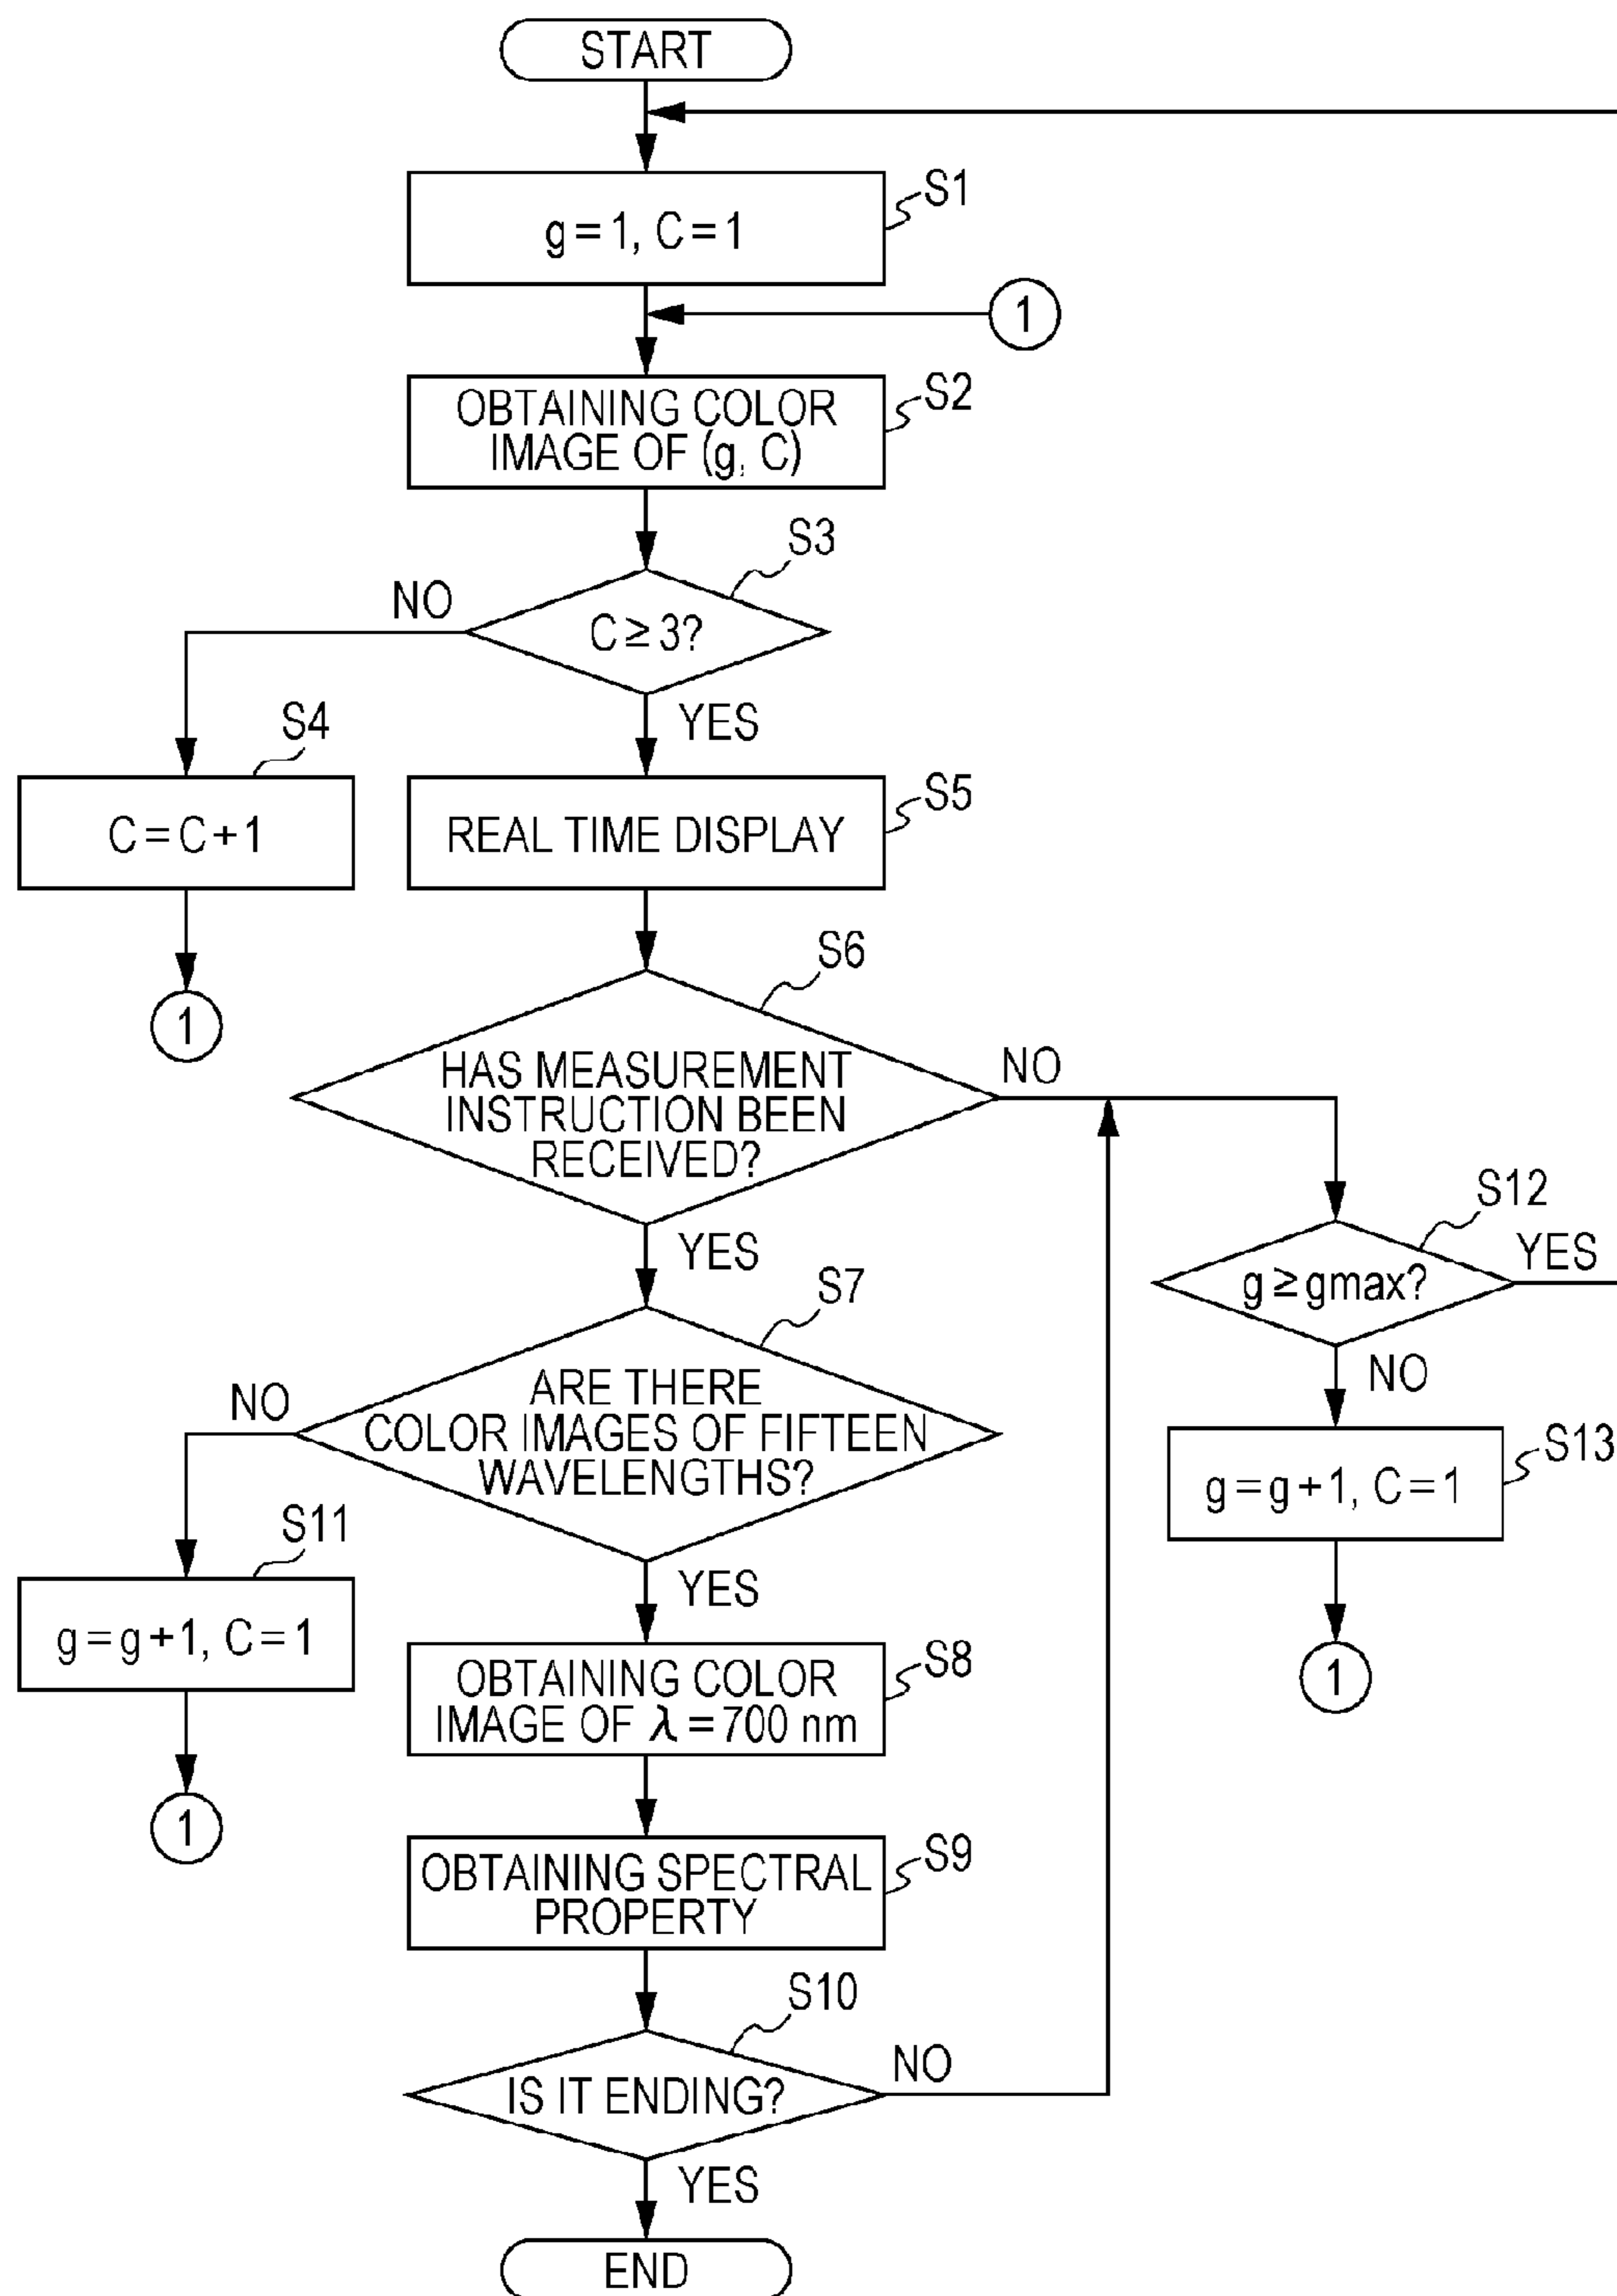 START
S1
g = 1, C = 1
1
S2
OBTAINING COLOR
IMAGE OF (g, C)
S3
NO
C ≥ 3?
YES
S4
C = C + 1
S5
REAL TIME DISPLAY
1
S6
HAS MEASUREMENT
INSTRUCTION BEEN
RECEIVED?
NO
YES
S12
g ≥ gmax?
YES
NO
S7
ARE THERE
COLOR IMAGES OF FIFTEEN
WAVELENGTHS?
NO
YES
S13
g = g + 1, C = 1
1
S11
g = g + 1, C = 1
1
S8
OBTAINING COLOR
IMAGE OF λ = 700 nm
S9
OBTAINING SPECTRAL
PROPERTY
S10
IS IT ENDING?
NO
YES
END